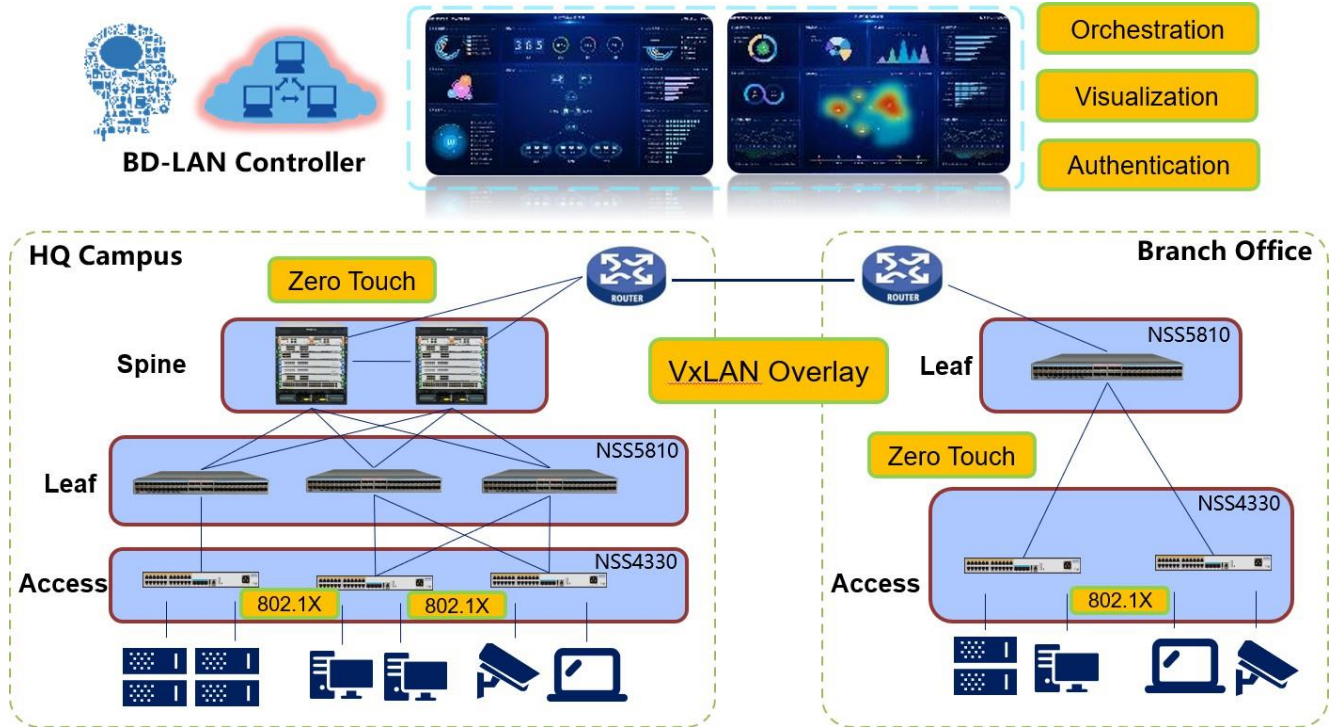 Orchestration
Visualization
Authentication
BD-LAN Controller
365
HQ Campus
Zero Touch
ROUTER
Spine
NSS5810
Leaf
NSS4330
Access
802.1X
802.1X
VxLAN Overlay
Branch Office
ROUTER
NSS5810
Leaf
Zero Touch
NSS4330
Access
802.1X